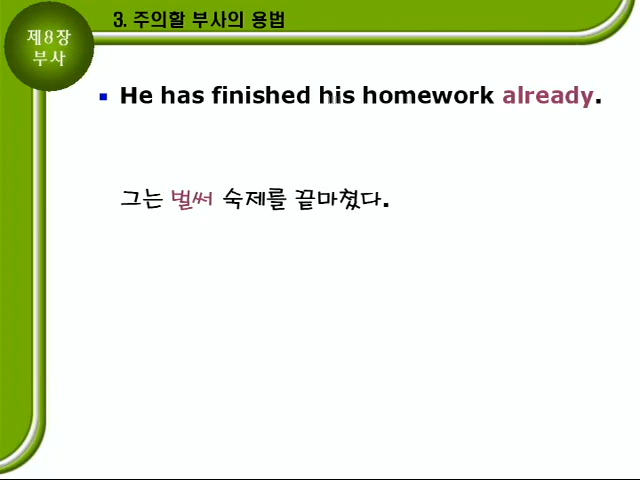 제8장
부사
3. 주의할 부사의 용법
He has finished his homework already.
그는 벌써 숙제를 끝마쳤다.